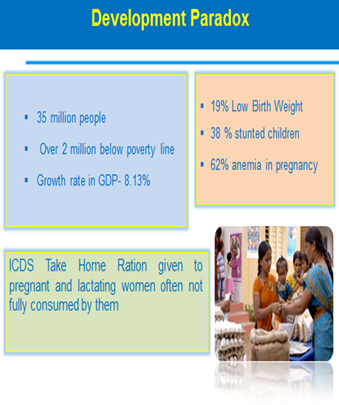 Development Paradox
▪ 35 million people
▪ Over 2 million below poverty line
▪ Growth rate in GDP- 8.13%
▪ 19% Low Birth Weight
▪ 38 % stunted children
▪ 62% anemia in pregnancy
ICDS Take Home Ration given to
pregnant and lactating women often not
fully consumed by them